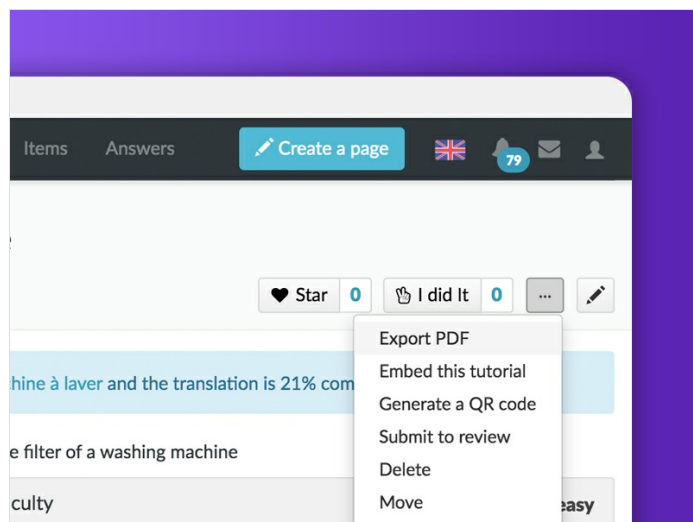 Items Answers Create a page 79
Star 0 I did It 0 ...
Export PDF
Embed this tutorial
hine à laver and the translation is 21% com
Generate a QR code
Submit to review
e filter of a washing machine
Delete
culty Move easy